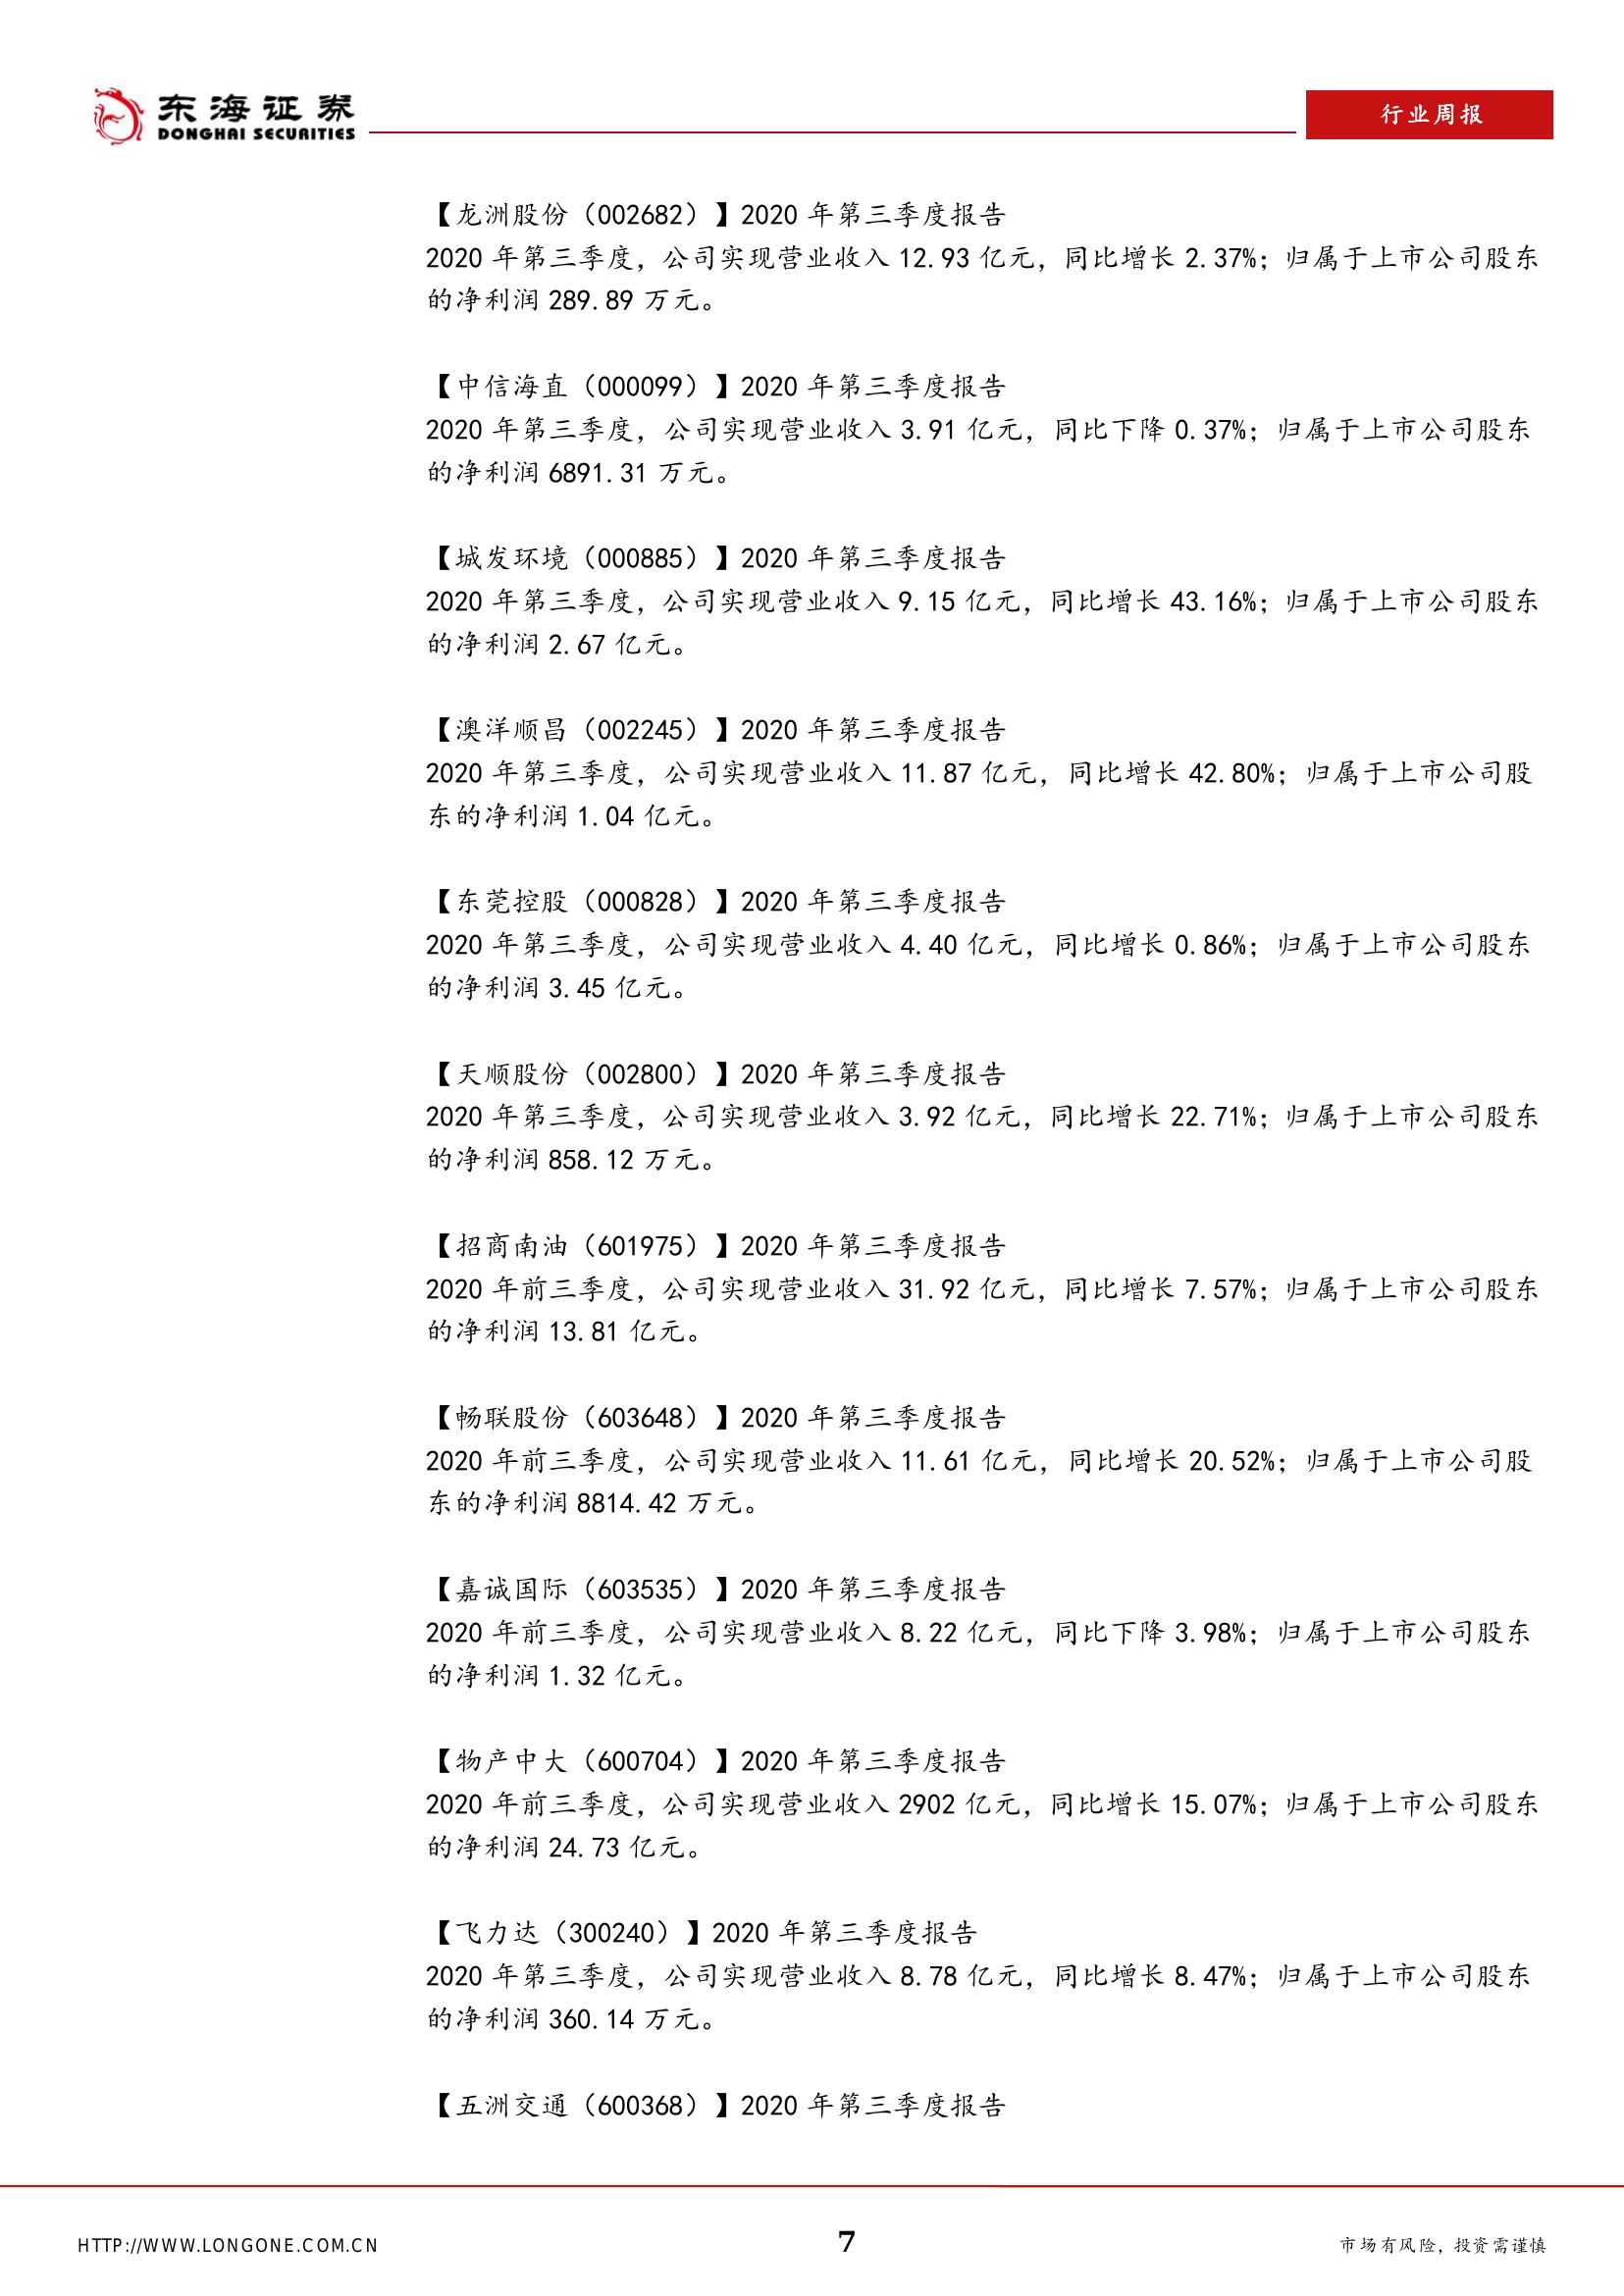 东海证券
DONGHAI SECURITIES
行业周报
【龙洲股份（002682）】2020 年第三季度报告
2020 年第三季度，公司实现营业收入 12.93 亿元，同比增长 2.37%；归属于上市公司股东
的净利润 289.89 万元。
【中信海直（000099）】2020 年第三季度报告
2020 年第三季度，公司实现营业收入 3.91 亿元，同比下降 0.37%；归属于上市公司股东
的净利润 6891.31 万元。
【城发环境（000885）】2020 年第三季度报告
2020 年第三季度，公司实现营业收入 9.15 亿元，同比增长 43.16%；归属于上市公司股东
的净利润 2.67 亿元。
【澳洋顺昌（002245）】2020 年第三季度报告
2020 年第三季度，公司实现营业收入 11.87 亿元，同比增长 42.80%；归属于上市公司股
东的净利润 1.04 亿元。
【东莞控股（000828）】2020 年第三季度报告
2020 年第三季度，公司实现营业收入 4.40 亿元，同比增长 0.86%；归属于上市公司股东
的净利润 3.45 亿元。
【天顺股份（002800）】2020 年第三季度报告
2020 年第三季度，公司实现营业收入 3.92 亿元，同比增长 22.71%；归属于上市公司股东
的净利润 858.12 万元。
【招商南油（601975）】2020 年第三季度报告
2020 年前三季度，公司实现营业收入 31.92 亿元，同比增长 7.57%；归属于上市公司股东
的净利润 13.81 亿元。
【畅联股份（603648）】2020 年第三季度报告
2020 年前三季度，公司实现营业收入 11.61 亿元，同比增长 20.52%；归属于上市公司股
东的净利润 8814.42 万元。
【嘉诚国际（603535）】2020 年第三季度报告
2020 年前三季度，公司实现营业收入 8.22 亿元，同比下降 3.98%；归属于上市公司股东
的净利润 1.32 亿元。
【物产中大（600704）】2020 年第三季度报告
2020 年前三季度，公司实现营业收入 2902 亿元，同比增长 15.07%；归属于上市公司股东
的净利润 24.73 亿元。
【飞力达（300240）】2020 年第三季度报告
2020 年第三季度，公司实现营业收入 8.78 亿元，同比增长 8.47%；归属于上市公司股东
的净利润 360.14 万元。
【五洲交通（600368）】2020 年第三季度报告
HTTP://WWW.LONGONE.COM.CN
7
市场有风险，投资需谨慎